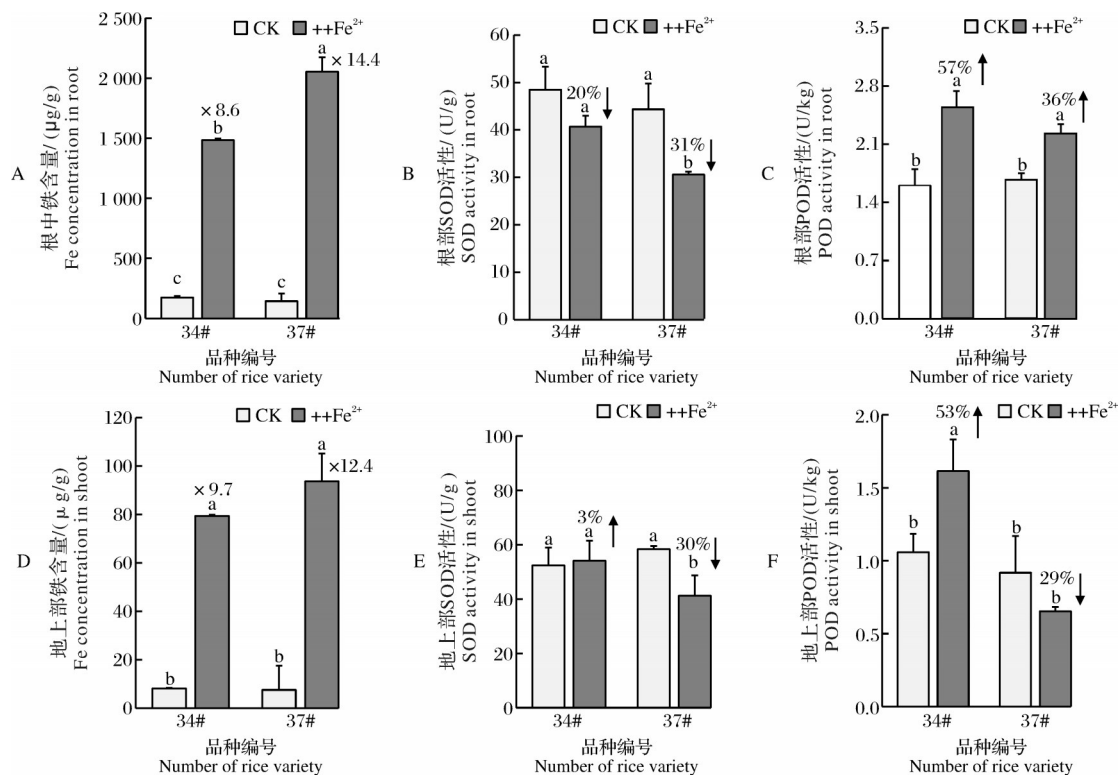 A
根中铁含量/(μg/g)
Fe concentration in root
2 500
2 000
1 500
1 000
500
0
CK ++Fe²⁺
c
×8.6
b
c
a
×14.4
34# 37#
品种编号
Number of rice variety
B
根部SOD活性/(U/g)
SOD activity in root
60
50
40
30
20
10
0
CK ++Fe²⁺
a
20%
a
a
31%
b
34# 37#
品种编号
Number of rice variety
C
根部POD活性/(U/kg)
POD activity in root
3.5
2.8
2.1
1.4
0.7
0.0
CK ++Fe²⁺
b
57%
a
b
36%
a
34# 37#
品种编号
Number of rice variety
D
地上部铁含量/(μg/g)
Fe concentration in shoot
120
100
80
60
40
20
0
CK ++Fe²⁺
b
×9.7
a
b
a
×12.4
34# 37#
品种编号
Number of rice variety
E
地上部SOD活性/(U/g)
SOD activity in shoot
100
80
60
40
20
0
CK ++Fe²⁺
a
3%
a
a
30%
b
34# 37#
品种编号
Number of rice variety
F
地上部POD活性/(U/kg)
POD activity in shoot
2.0
1.5
1.0
0.5
0.0
CK ++Fe²⁺
b
53%
a
b
29%
b
34# 37#
品种编号
Number of rice variety